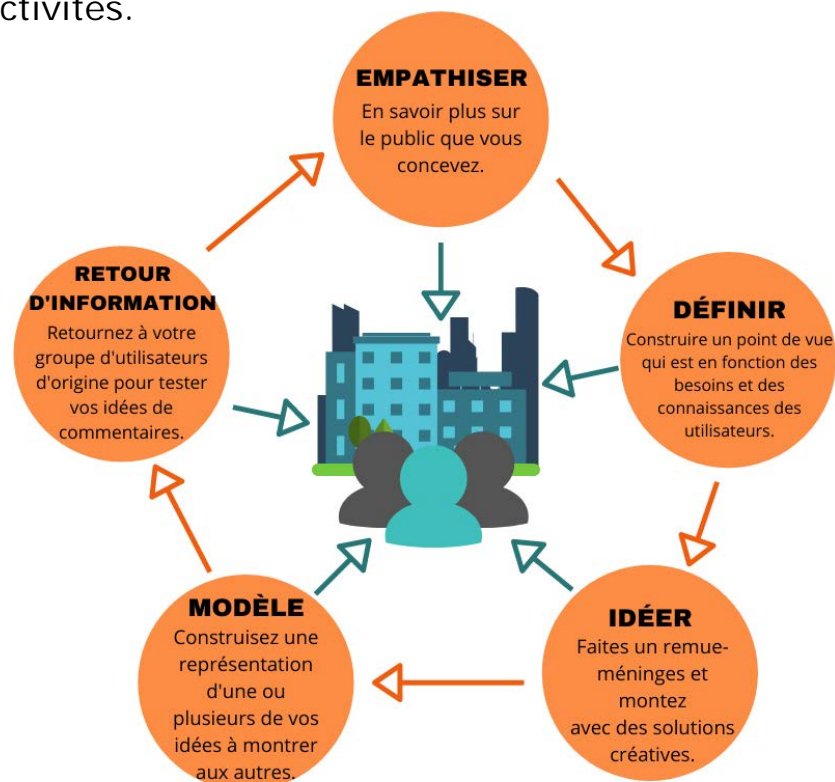 ctivités.
EMPATHISER
En savoir plus sur
le public que vous
concevez.
DÉFINIR
Construire un point de vue
qui est en fonction des
besoins et des
connaissances des
utilisateurs.
IDÉER
Faites un remue-
méninges et
montez
avec des solutions
créatives.
MODÈLE
Construisez une
représentation
d'une ou
plusieurs de vos
idées à montrer
aux autres.
RETOUR
D'INFORMATION
Retournez à votre
groupe d'utilisateurs
d'origine pour tester
vos idées de
commentaires.